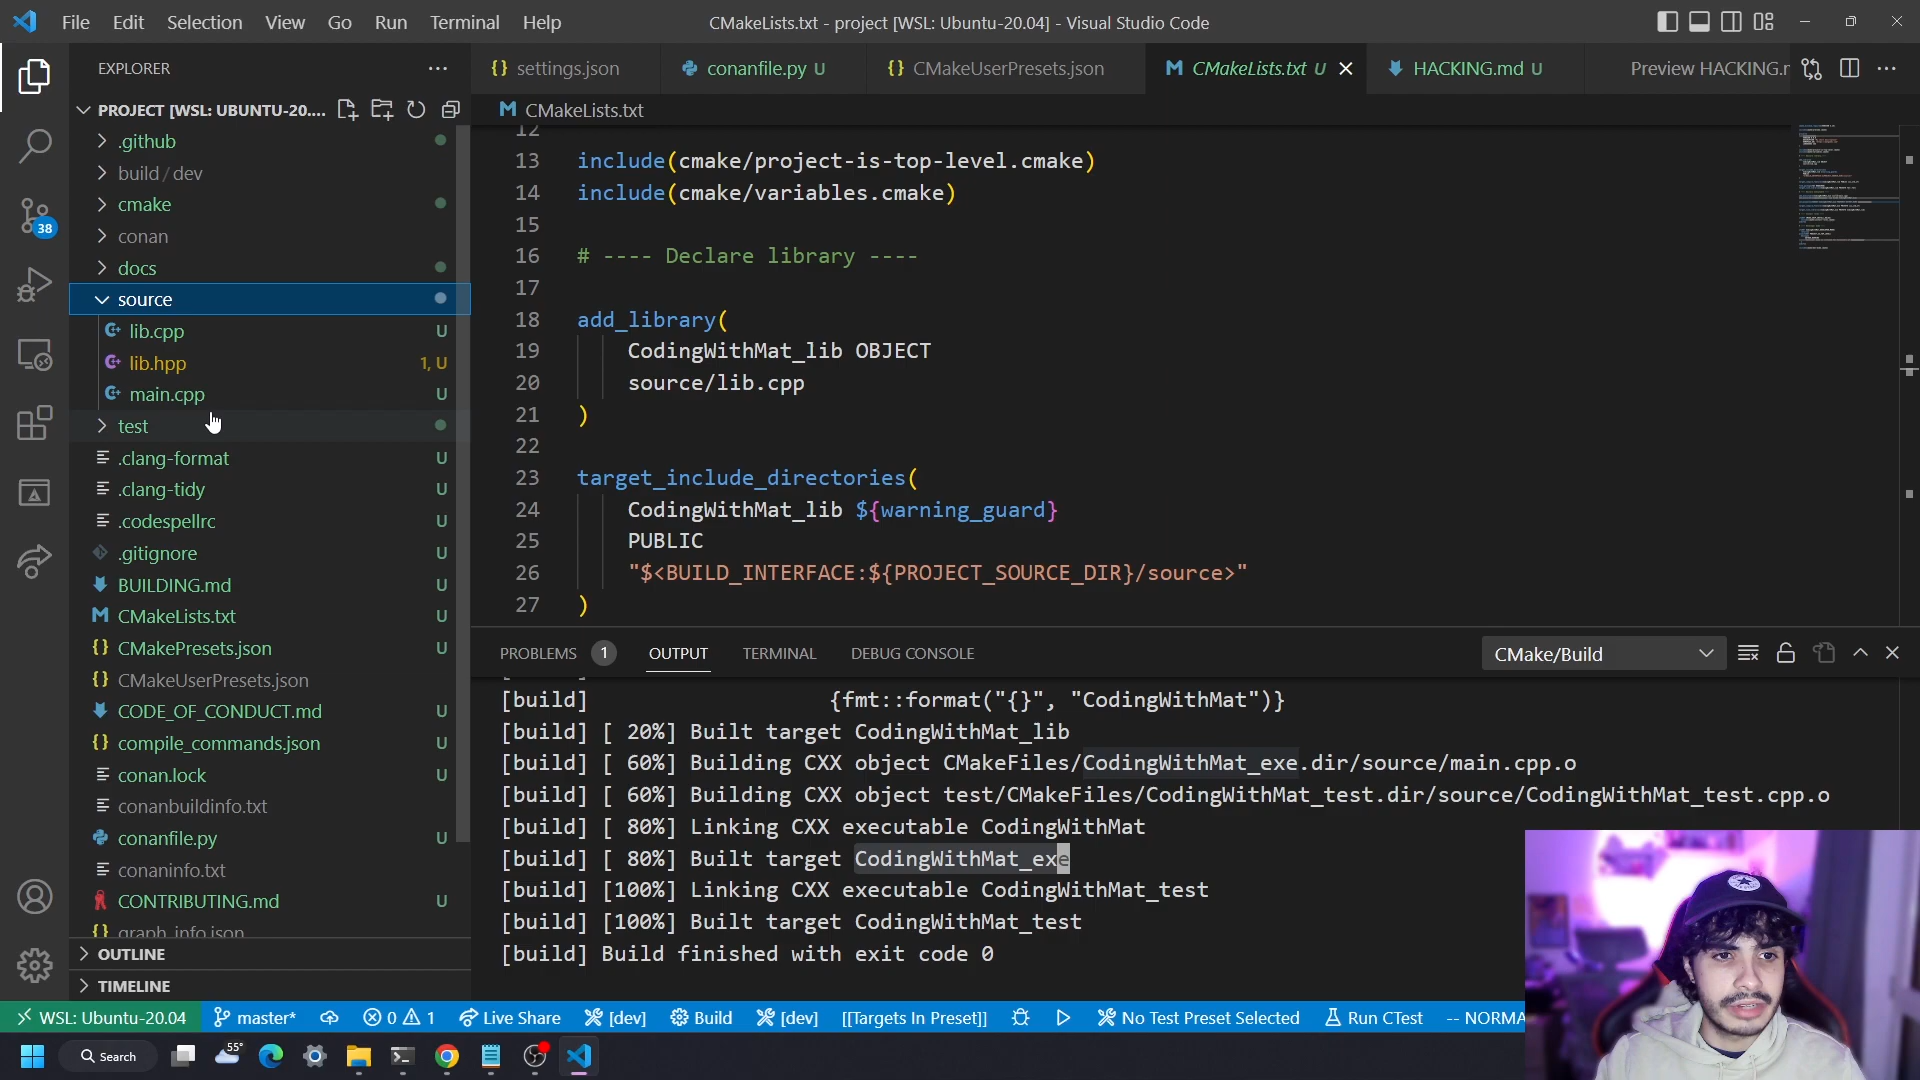 File Edit Selection View Go Run Terminal Help
CMakeLists.txt - project [WSL: Ubuntu-20.04] - Visual Studio Code
EXPLORER
PROJECT [WSL: UBUNTU-20....
.github
build / dev
cmake
conan
docs
source
lib.cpp U
lib.hpp 1, U
main.cpp U
test
.clang-format U
.clang-tidy U
.codespellrc U
.gitignore U
BUILDING.md U
CMakeLists.txt U
CMakePresets.json U
CMakeUserPresets.json
CODE_OF_CONDUCT.md U
compile_commands.json U
conan.lock U
conanbuildinfo.txt
conanfile.py U
conaninfo.txt
CONTRIBUTING.md U
graph_info.json
OUTLINE
TIMELINE
38
settings.json conanfile.py U CMakeUserPresets.json CMakeLists.txt U HACKING.md U Preview HACKING.r
CMakeLists.txt
12
13 include(cmake/project-is-top-level.cmake)
14 include(cmake/variables.cmake)
15
16 # ---- Declare library ----
17
18 add_library(
19 CodingWithMat_lib OBJECT
20 source/lib.cpp
21 )
22
23 target_include_directories(
24 CodingWithMat_lib ${warning_guard}
25 PUBLIC
26 "$<BUILD_INTERFACE:${PROJECT_SOURCE_DIR}/source>"
27 )
PROBLEMS 1 OUTPUT TERMINAL DEBUG CONSOLE CMake/Build
[build] {fmt::format("{}", "CodingWithMat")}
[build] [ 20%] Built target CodingWithMat_lib
[build] [ 60%] Building CXX object CMakeFiles/CodingWithMat_exe.dir/source/main.cpp.o
[build] [ 60%] Building CXX object test/CMakeFiles/CodingWithMat_test.dir/source/CodingWithMat_test.cpp.o
[build] [ 80%] Linking CXX executable CodingWithMat
[build] [ 80%] Built target CodingWithMat_exe
[build] [100%] Linking CXX executable CodingWithMat_test
[build] [100%] Built target CodingWithMat_test
[build] Build finished with exit code 0
WSL: Ubuntu-20.04 master* 0 1 Live Share [dev] Build [dev] [[Targets In Preset]] No Test Preset Selected Run CTest -- NORMA
Search 55°